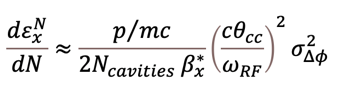 dε_x^N/dN ≈ (p/mc)/(2N_cavities β_x^*) (cθ_cc/ω_RF)^2 σ_Δϕ^2